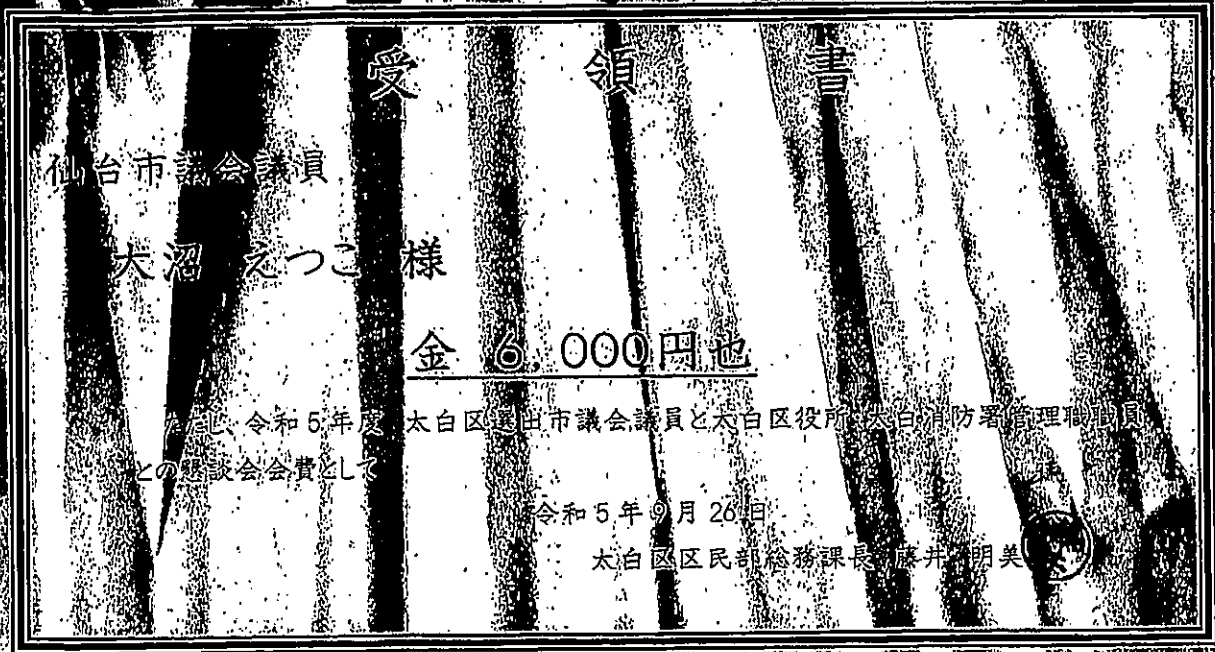 受領書
仙台市議会議員
大沼 えつこ 様
金 6,000円也
ただし、令和5年度 太白区選出市議会議員と太白区役所・太白消防署管理職職員
との懇談会会費として
令和5年9月26日
太白区区民部総務課長 藤井 明美